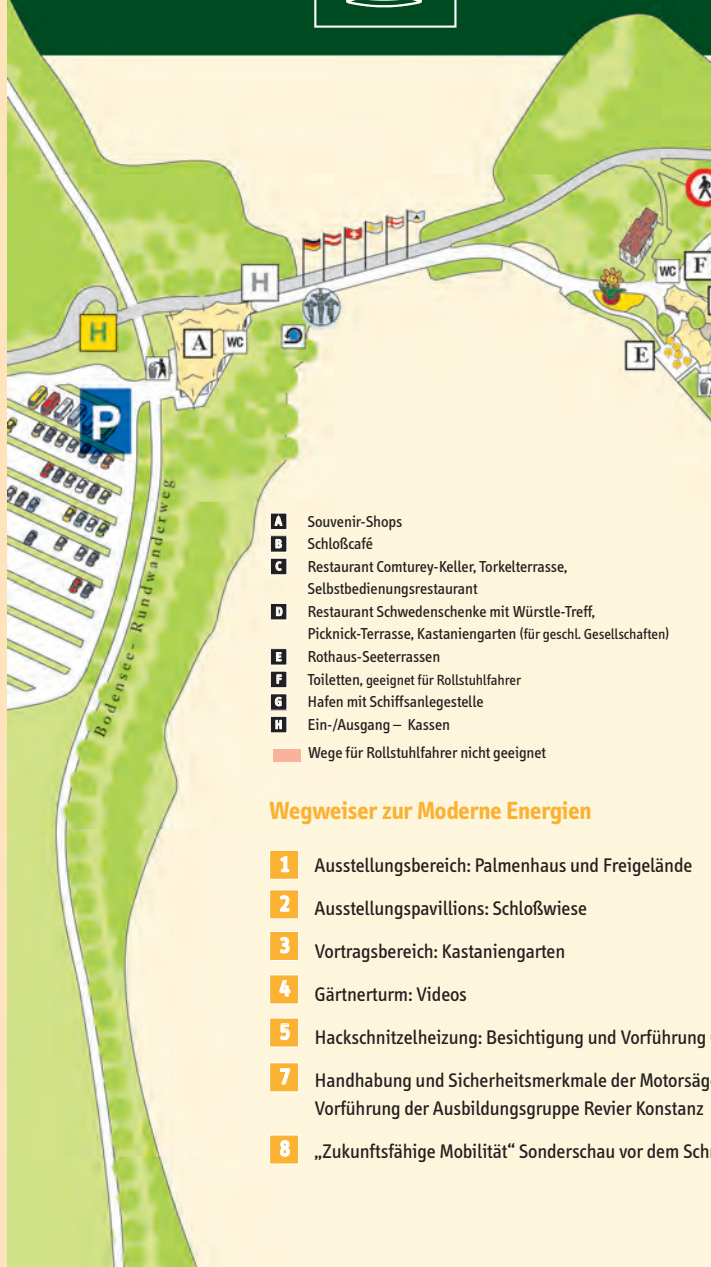 H
H
A
WC
P
WC
F
E
Bodensee- Rundwanderweg
A Souvenir-Shops
B Schloßcafé
C Restaurant Comturey-Keller, Torkelterrasse,
Selbstbedienungsrestaurant
D Restaurant Schwedenschenke mit Würstle-Treff,
Picknick-Terrasse, Kastaniengarten (für geschl. Gesellschaften)
E Rothaus-Seeterrassen
F Toiletten, geeignet für Rollstuhlfahrer
G Hafen mit Schiffsanlegestelle
H Ein-/Ausgang – Kassen
Wege für Rollstuhlfahrer nicht geeignet
Wegweiser zur Moderne Energien
1 Ausstellungsbereich: Palmenhaus und Freigelände
2 Ausstellungspavillions: Schloßwiese
3 Vortragsbereich: Kastaniengarten
4 Gärtnerturm: Videos
5 Hackschnitzelheizung: Besichtigung und Vorführung
7 Handhabung und Sicherheitsmerkmale der Motorsäge
Vorführung der Ausbildungsgruppe Revier Konstanz
8 „Zukunftsfähige Mobilität“ Sonderschau vor dem